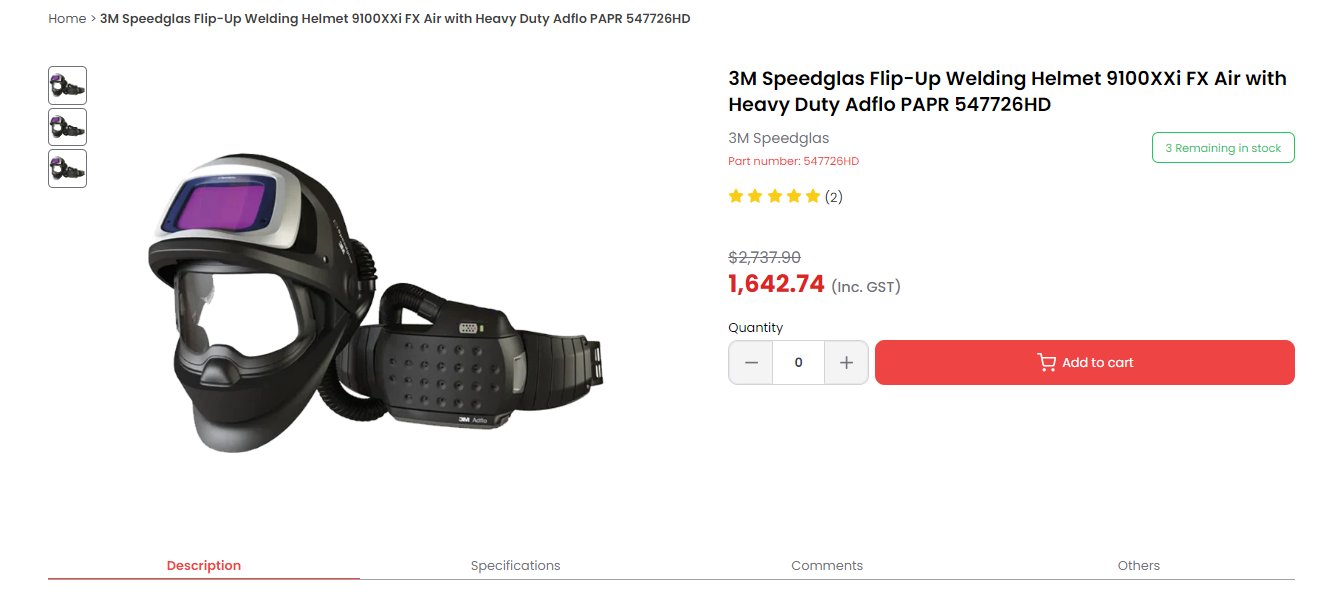 Home > 3M Speedglas Flip-Up Welding Helmet 9100XXi FX Air with Heavy Duty Adflo PAPR 547726HD
3M Speedglas Flip-Up Welding Helmet 9100XXi FX Air with
Heavy Duty Adflo PAPR 547726HD
3M Speedglas
Part number: 547726HD
3 Remaining in stock
(2)
$2,737.90
1,642.74 (Inc. GST)
Quantity
− 0 + Add to cart
3M Adflo
Description Specifications Comments Others